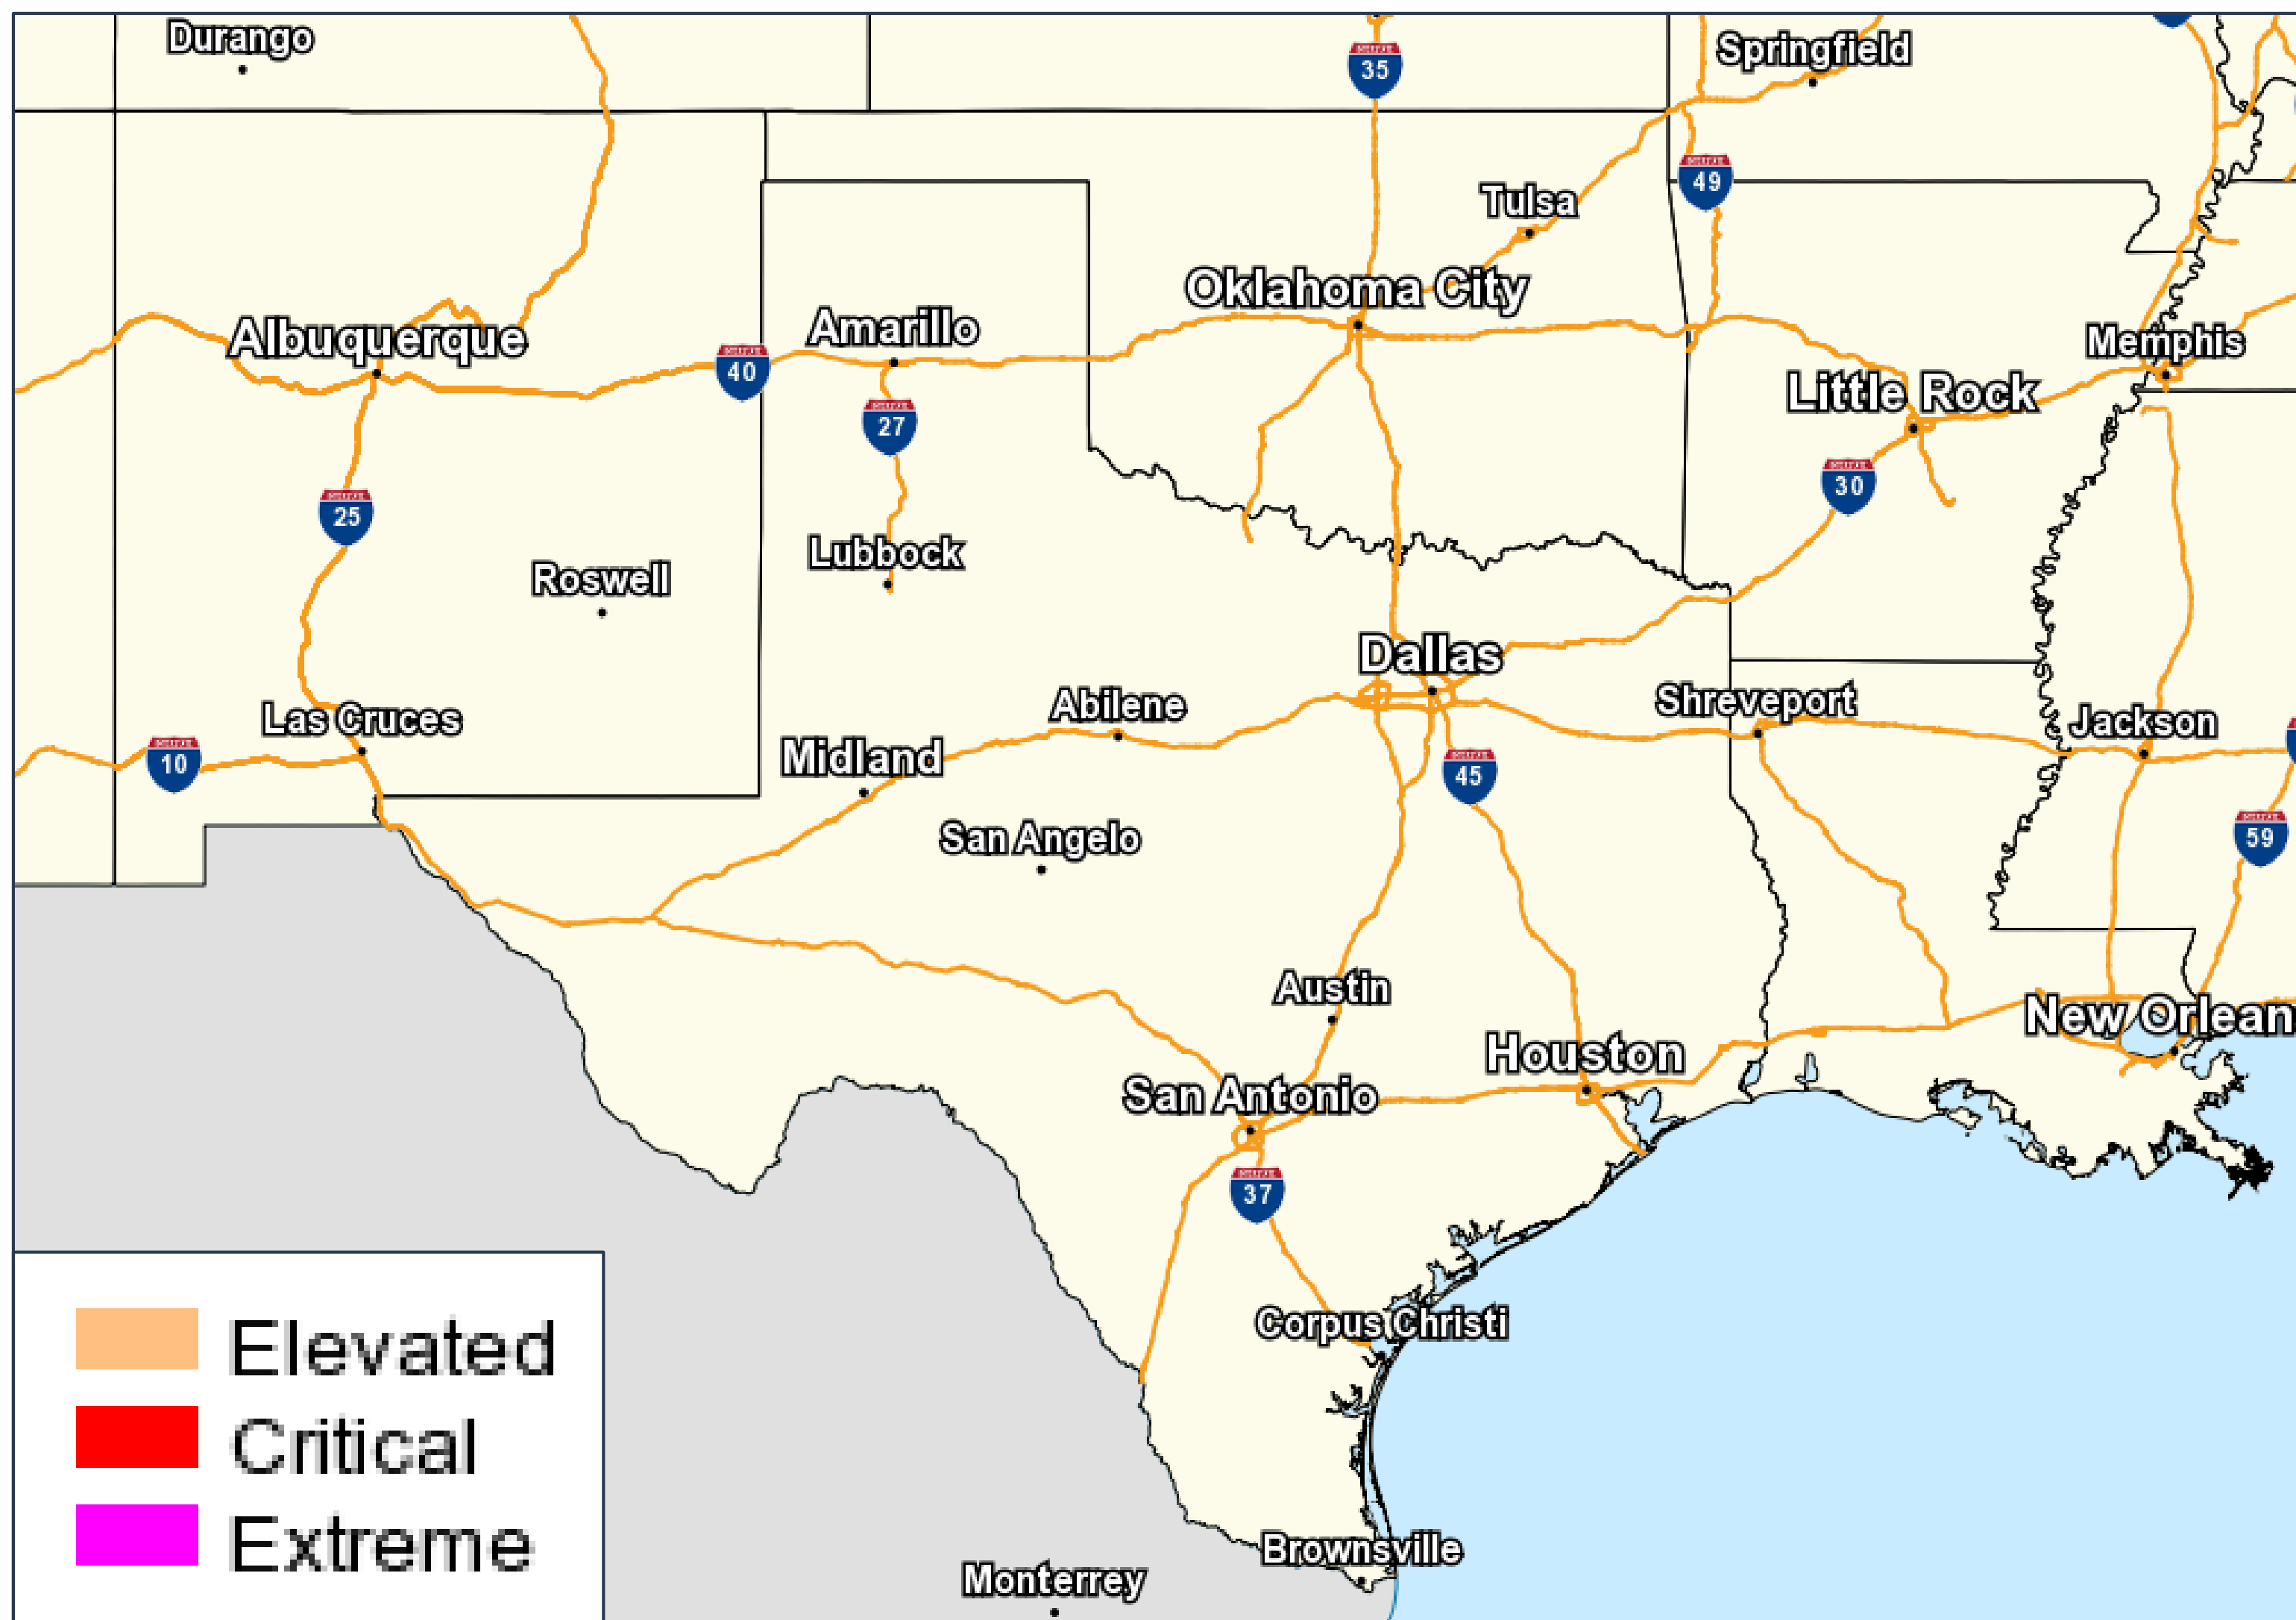 Durango
35
Springfield
49
Tulsa
Oklahoma City
Albuquerque
Amarillo
40
Memphis
27
Little Rock
25
30
Lubbock
Roswell
Dallas
Las Cruces
Abilene
Shreveport
Jackson
10
Midland
45
San Angelo
59
Austin
New Orlean
Houston
San Antonio
37
Corpus Christi
Elevated
Critical
Extreme
Brownsville
Monterrey